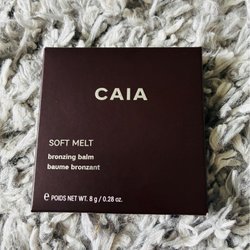 CAIA
SOFT MELT
bronzing balm
baume bronzant
e POIDS NET WT. 8 g / 0.28 oz.